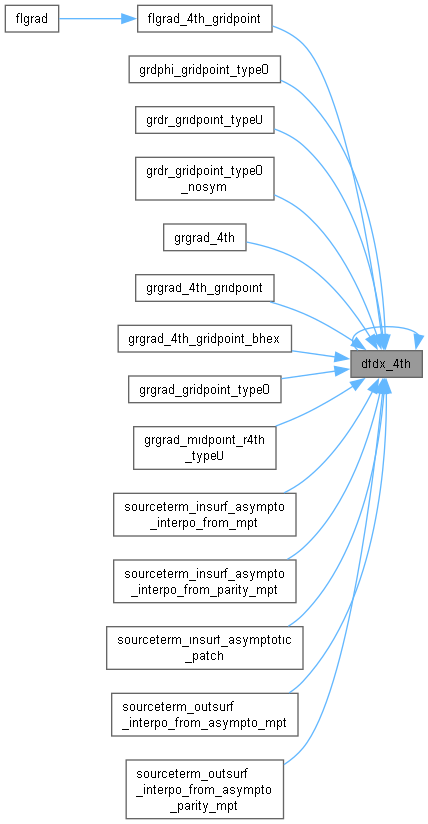 flgrad
flgrad_4th_gridpoint
grdphi_gridpoint_type0
grdr_gridpoint_type0
grdr_gridpoint_type0
_nosym
grgrad_4th
grgrad_4th_gridpoint
grgrad_4th_gridpoint_bhex
dfdx_4th
grgrad_gridpoint_type0
grgrad_midpoint_r4th
_type0
sourceterm_insurf_asympto
_interpo_from_mpt
sourceterm_insurf_asympto
_interpo_from_parity_mpt
sourceterm_insurf_asymptotic
_patch
sourceterm_outsurf
_interpo_from_asympto_mpt
sourceterm_outsurf
_interpo_from_asympto
_parity_mpt